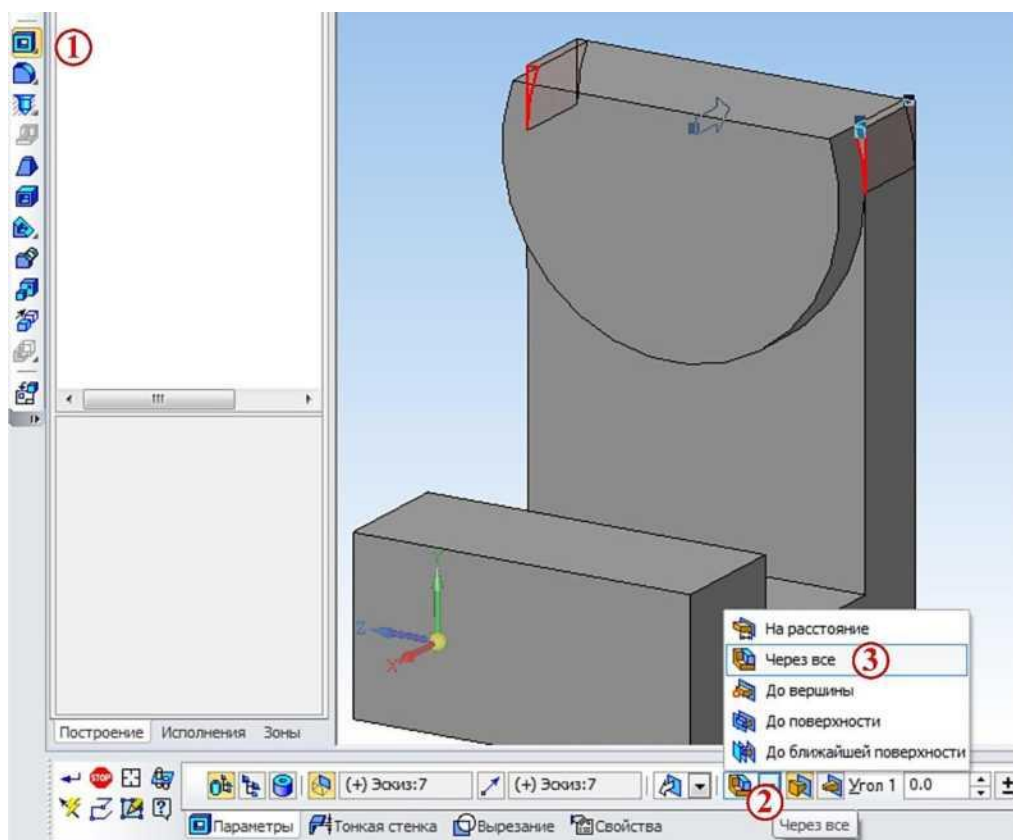 1
Z
X
Y
На расстояние
Через все 3
До вершины
До поверхности
До ближайшей поверхности
Построение Исполнения Зоны
STOP (+) Эскиз:7 (+) Эскиз:7 2 Угол 1 0.0
Параметры Тонкая стенка Вырезание Свойства Через все